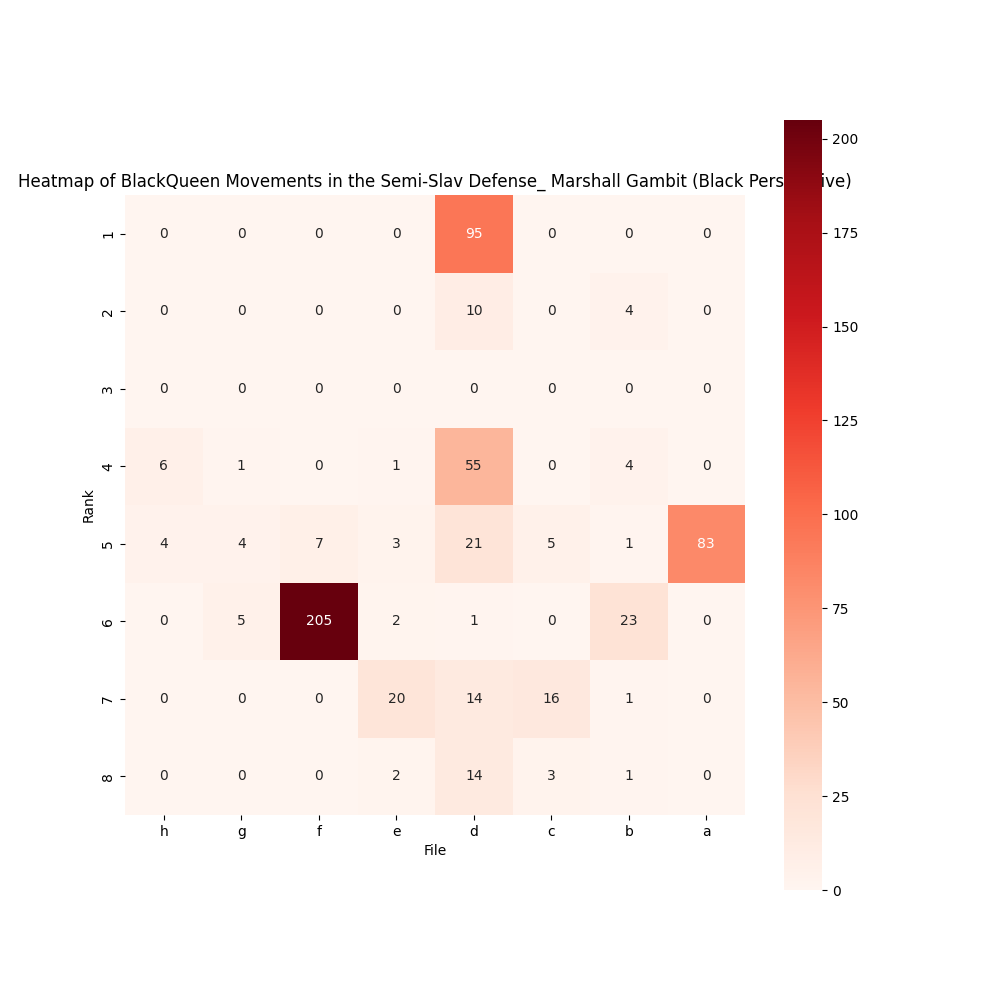 Heatmap of BlackQueen Movements in the Semi-Slav Defense_ Marshall Gambit (Black Pers ive)
1 0 0 0 0 95 0 0 0
2 0 0 0 0 10 0 4 0
3 0 0 0 0 0 0 0 0
4 6 1 0 1 55 0 4 0
5 4 4 7 3 21 5 1 83
6 0 5 205 2 1 0 23 0
7 0 0 0 20 14 16 1 0
8 0 0 0 2 14 3 1 0
h g f e d c b a
Rank
File
200
175
150
125
100
75
50
25
0